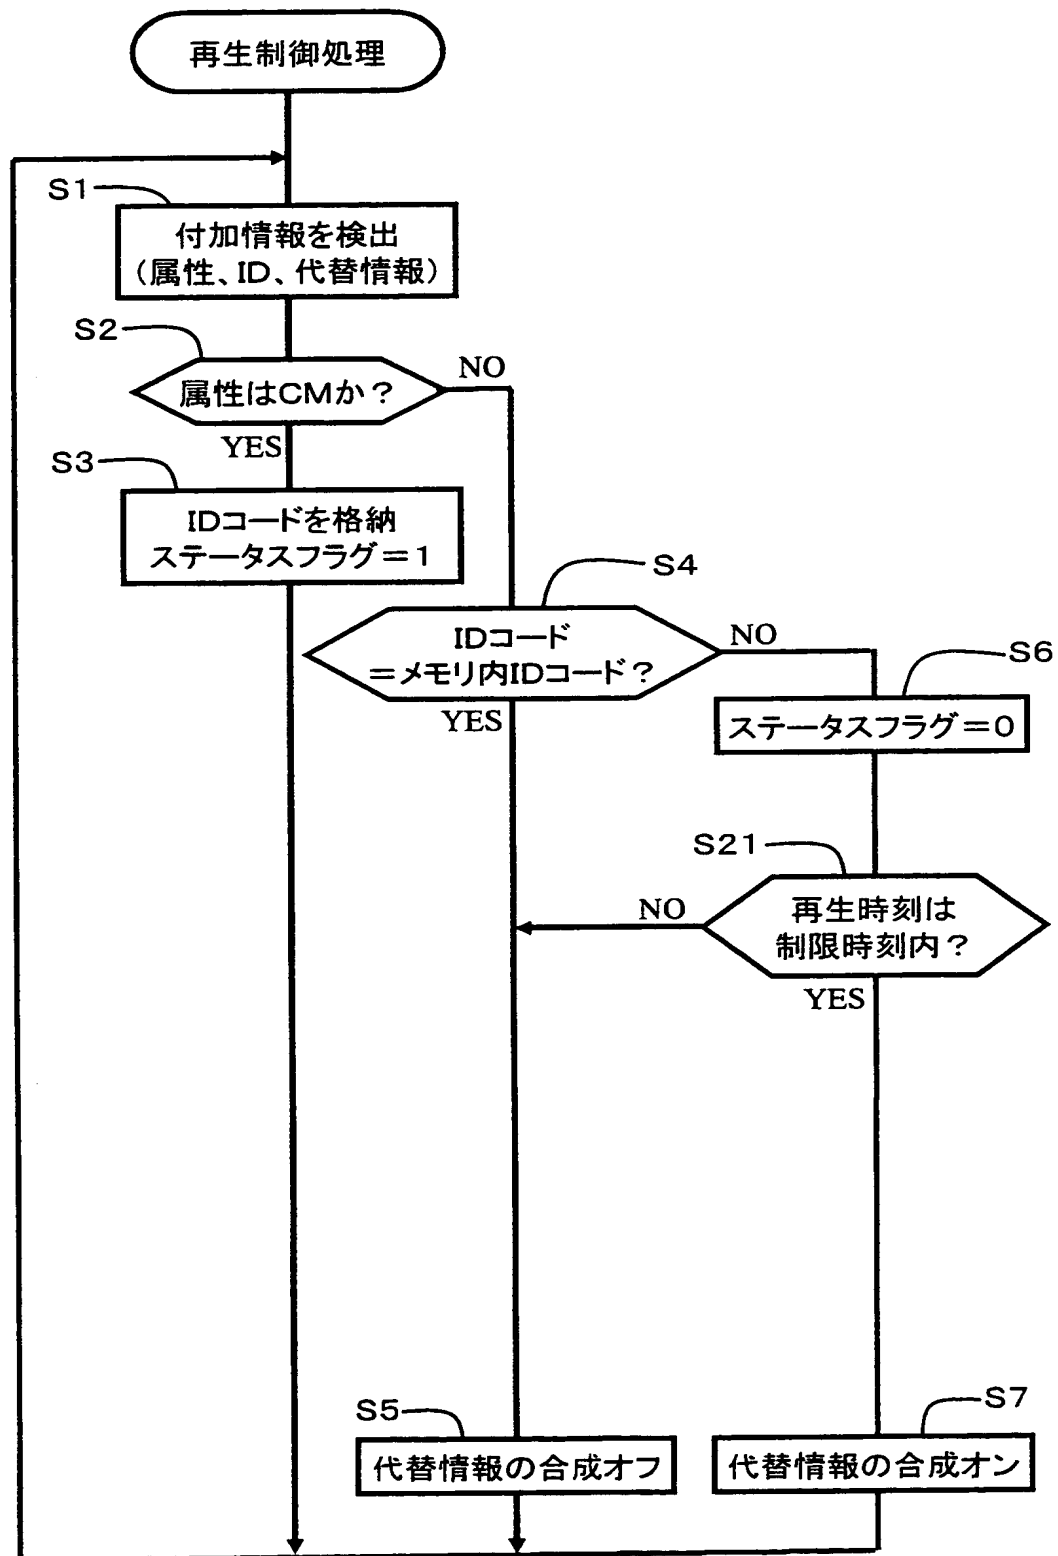 再生制御処理
S1
付加情報を検出
（属性、ID、代替情報）
S2
属性はCMか？
NO
YES
S3
IDコードを格納
ステータスフラグ＝1
S4
IDコード
＝メモリ内IDコード？
NO
YES
S6
ステータスフラグ＝0
S21
再生時刻は
制限時刻内？
NO
YES
S5
代替情報の合成オフ
S7
代替情報の合成オン